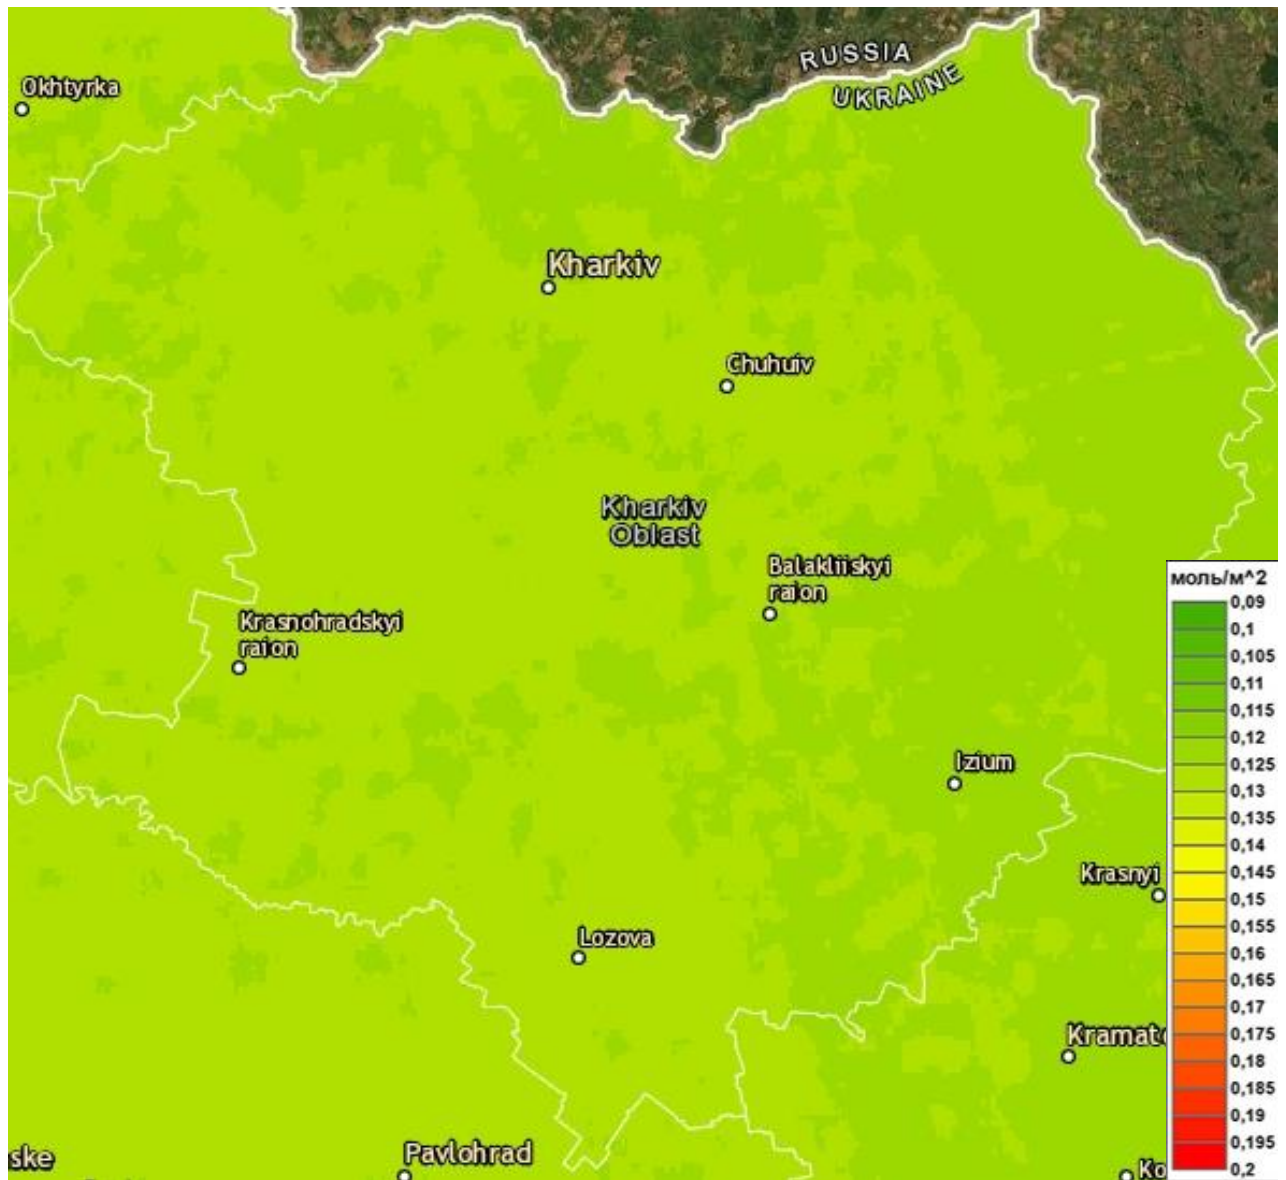 RUSSIA
UKRAINE
Okhtyrka
Kharkiv
Chuhuiv
Kharkiv
Oblast
Balakliiskyi
raion
Krasnohradskyi
raion
Izium
Krasnyi
Lozova
Kramato
Pavlohrad
ske
Ko
моль/м^2
0,09
0,1
0,105
0,11
0,115
0,12
0,125
0,13
0,135
0,14
0,145
0,15
0,155
0,16
0,165
0,17
0,175
0,18
0,185
0,19
0,195
0,2